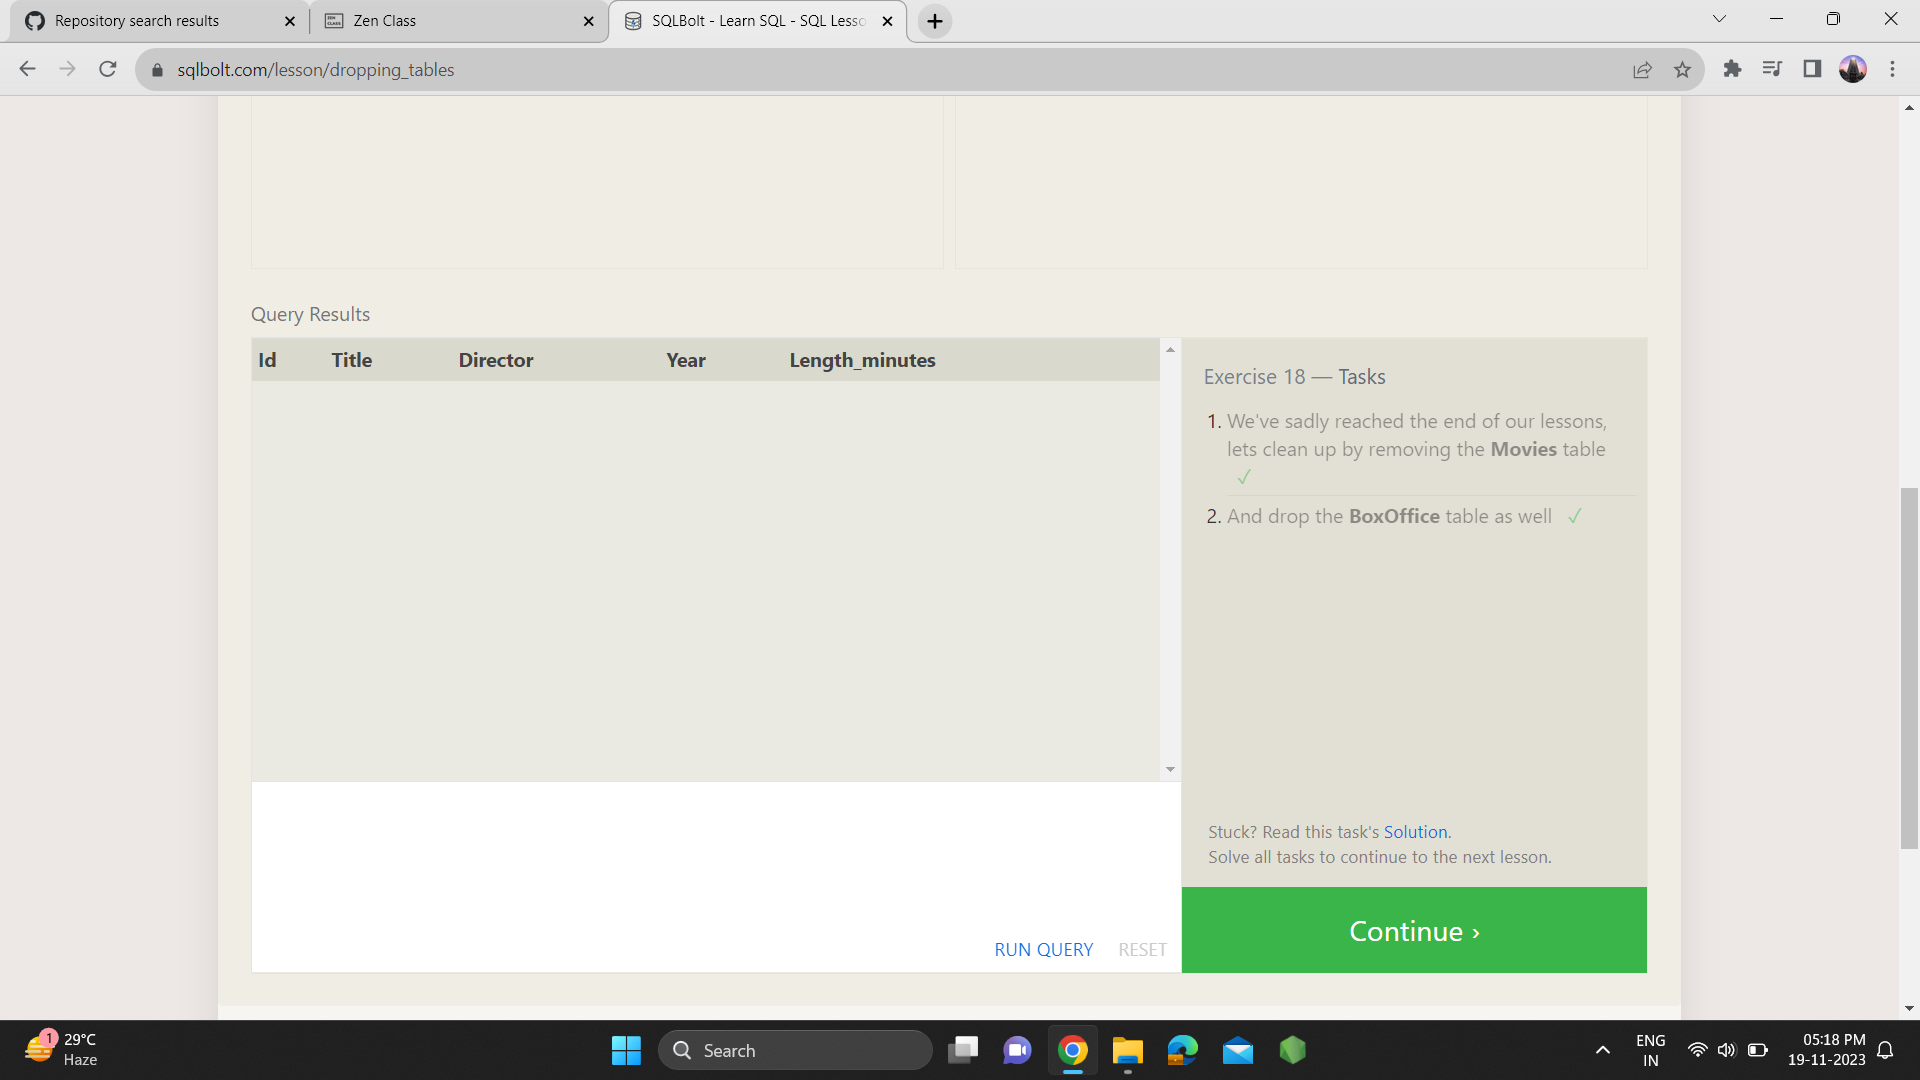 Repository search results
Zen Class
SQLBolt - Learn SQL - SQL Lesso
sqlbolt.com/lesson/dropping_tables
Query Results
Id Title Director Year Length_minutes
Exercise 18 — Tasks
1. We've sadly reached the end of our lessons,
lets clean up by removing the Movies table
✓
2. And drop the BoxOffice table as well ✓
Stuck? Read this task's Solution.
Solve all tasks to continue to the next lesson.
RUN QUERY RESET
Continue ›
1
29°C
Haze
Search
ENG
IN
05:18 PM
19-11-2023